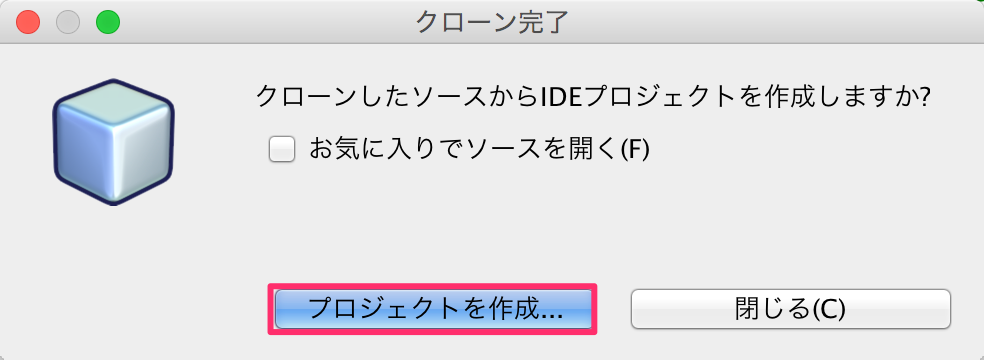 クローン完了
クローンしたソースからIDEプロジェクトを作成しますか?
お気に入りでソースを開く(F)
プロジェクトを作成...
閉じる(C)